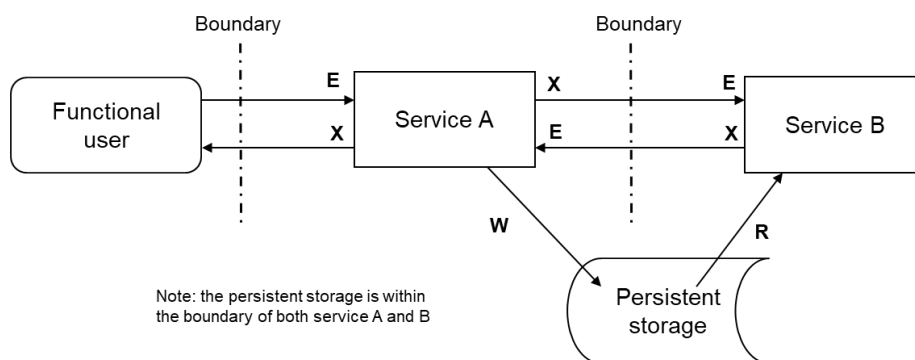 Boundary
Boundary
E
X
E
Functional
user
Service A
Service B
X
E
X
W
R
Note: the persistent storage is within
the boundary of both service A and B
Persistent
storage